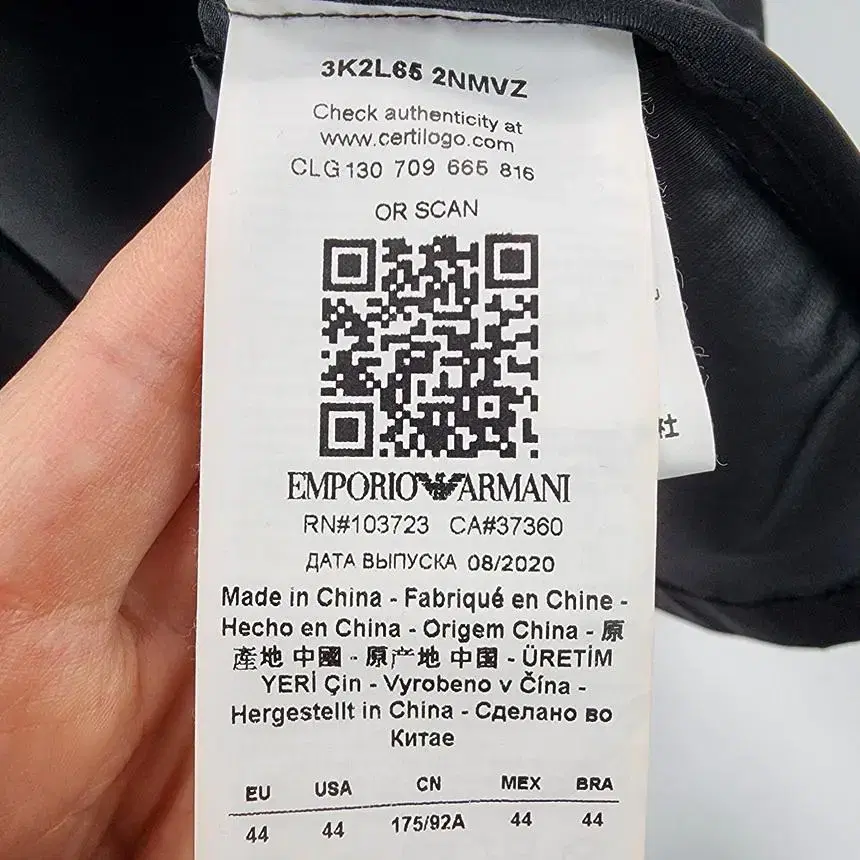 3K2L65 2NMVZ
Check authenticity at
www.certilogo.com
CLG 130 709 665 816
OR SCAN
EMPORIO ARMANI
RN#103723 CA#37360
ДАТА ВЫПУСКА 08/2020
Made in China - Fabriqué en Chine -
Hecho en China - Origem China - 原
產地 中國 - 原产地 中国 - ÜRETİM
YERİ Çin - Vyrobeno v Čína -
Hergestellt in China - Сделано во
Китае
EU USA CN MEX BRA
44 44 175/92A 44 44
社